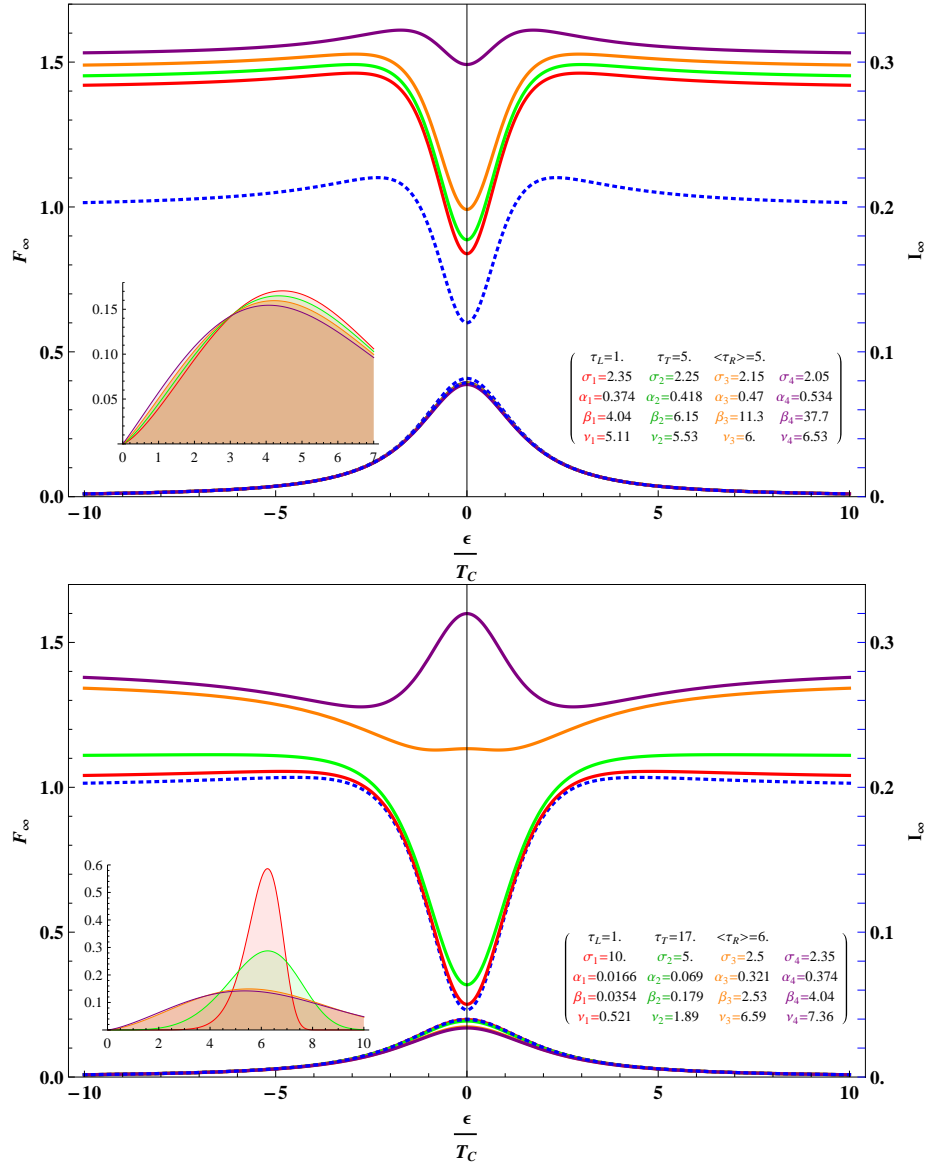 1.5
1.0
0.5
0.0
F∞
0.3
0.2
0.1
0.
I∞
0.15
0.10
0.05
0 1 2 3 4 5 6 7
τL=1. τT=5. <τR>=5.
σ1=2.35 σ2=2.25 σ3=2.15 σ4=2.05
α1=0.374 α2=0.418 α3=0.47 α4=0.534
β1=4.04 β2=6.15 β3=11.3 β4=37.7
ν1=5.11 ν2=5.53 ν3=6. ν4=6.53
−10 −5 0 5 10
ϵ
TC
1.5
1.0
0.5
0.0
F∞
0.3
0.2
0.1
0.
I∞
0.6
0.5
0.4
0.3
0.2
0.1
0 2 4 6 8 10
τL=1. τT=17. <τR>=6.
σ1=10. σ2=5. σ3=2.5 σ4=2.35
α1=0.0166 α2=0.069 α3=0.321 α4=0.374
β1=0.0354 β2=0.179 β3=2.53 β4=4.04
ν1=0.521 ν2=1.89 ν3=6.59 ν4=7.36
−10 −5 0 5 10
ϵ
TC